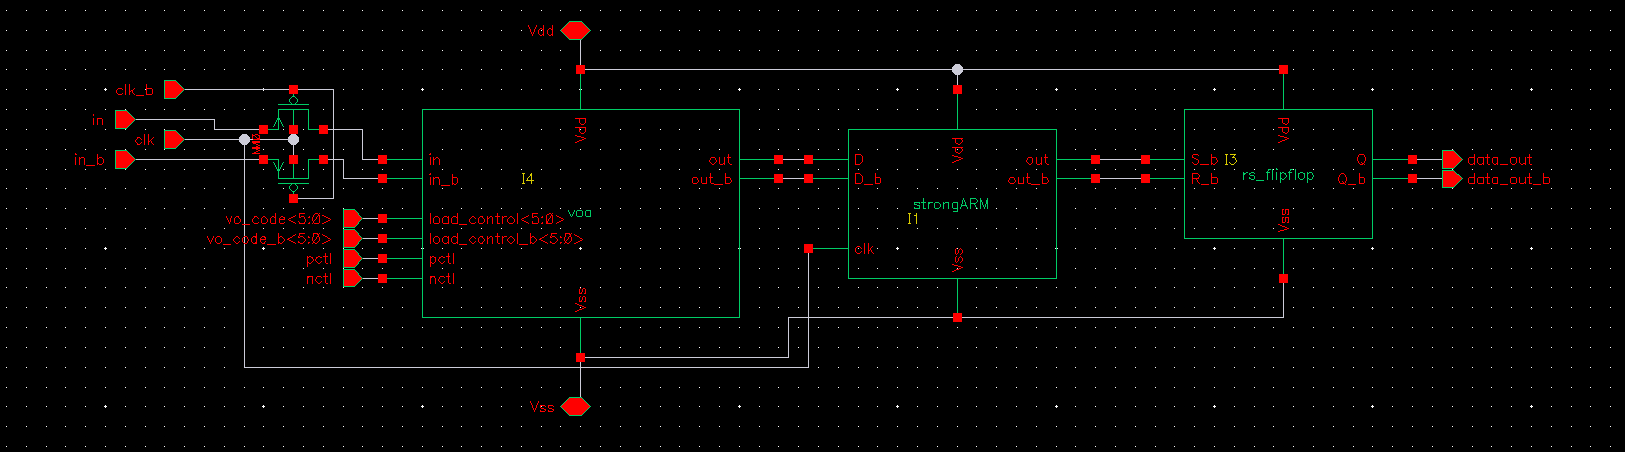 Vdd
clk_b
in
clk
in_b
Vdd
in
in_b
I4
voa
out
out_b
vo_code<5:0>
vo_code_b<5:0>
pctl
nctl
load_control<5:0>
load_control_b<5:0>
pctl
nctl
Vss
Vss
Vdd
D
D_b
out
out_b
strongARM
I1
clk
Vss
Vdd
S_b
R_b
I3
rs_flipflop
Q
Q_b
Vss
data_out
data_out_b